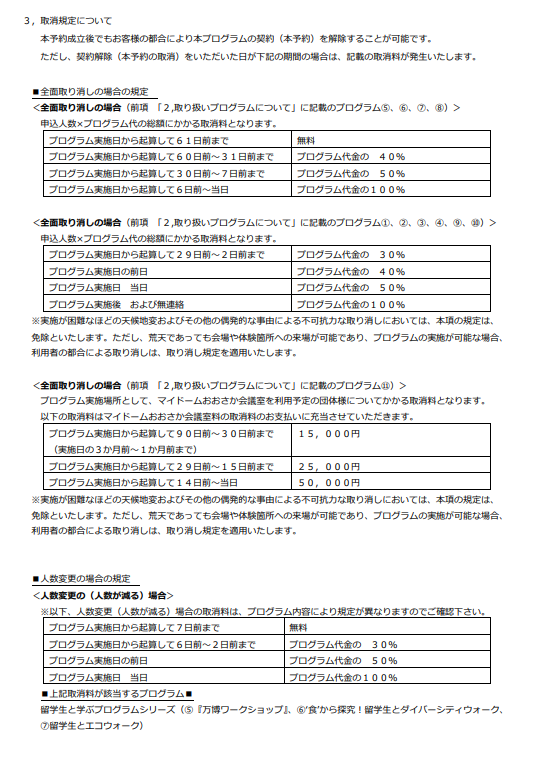 ３，取消規定について
本予約成立後でもお客様の都合により本プログラムの契約（本予約）を解除することが可能です。
ただし、契約解除（本予約の取消）をいただいた日が下記の期間の場合は、記載の取消料が発生いたします。
■全面取り消しの場合の規定
＜全面取り消しの場合（前項　「２,取り扱いプログラムについて」に記載のプログラム⑤、⑥、⑦、⑧）＞
申込人数×プログラム代の総額にかかる取消料となります。
プログラム実施日から起算して６１日前まで　無料
プログラム実施日から起算して６０日前～３１日前まで　プログラム代金の　４０％
プログラム実施日から起算して３０日前～７日前まで　プログラム代金の　５０％
プログラム実施日から起算して６日前～当日　プログラム代金の１００％
＜全面取り消しの場合（前項　「２,取り扱いプログラムについて」に記載のプログラム①、②、③、④、⑨、⑩）＞
申込人数×プログラム代の総額にかかる取消料となります。
プログラム実施日から起算して２９日前～２日前まで　プログラム代金の　３０％
プログラム実施日の前日　プログラム代金の　４０％
プログラム実施日　当日　プログラム代金の　５０％
プログラム実施後　および無連絡　プログラム代金の１００％
※実施が困難なほどの天候地変およびその他の偶発的な事由による不可抗力な取り消しにおいては、本項の規定は、
免除といたします。ただし、荒天であっても会場や体験箇所への来場が可能であり、プログラムの実施が可能な場合、
利用者の都合による取り消しは、取り消し規定を適用いたします。
＜全面取り消しの場合（前項　「２,取り扱いプログラムについて」に記載のプログラム⑪）＞
プログラム実施場所として、マイドームおおさか会議室を利用予定の団体様についてかかる取消料となります。
以下の取消料はマイドームおおさか会議室料の取消料のお支払いに充当させていただきます。
プログラム実施日から起算して９０日前～３０日前まで　１５，０００円
（実施日の３か月前～１か月前まで）
プログラム実施日から起算して２９日前～１５日前まで　２５，０００円
プログラム実施日から起算して１４日前～当日　５０，０００円
※実施が困難なほどの天候地変およびその他の偶発的な事由による不可抗力な取り消しにおいては、本項の規定は、
免除といたします。ただし、荒天であっても会場や体験箇所への来場が可能であり、プログラムの実施が可能な場合、
利用者の都合による取り消しは、取り消し規定を適用いたします。
■人数変更の場合の規定
＜人数変更の（人数が減る）場合＞
※以下、人数変更（人数が減る）場合の取消料は、プログラム内容により規定が異なりますのでご確認下さい。
プログラム実施日から起算して７日前まで　無料
プログラム実施日から起算して６日前～２日前まで　プログラム代金の　３０％
プログラム実施日の前日　プログラム代金の　５０％
プログラム実施日　当日　プログラム代金の１００％
■上記取消料が該当するプログラム■
留学生と学ぶプログラムシリーズ（⑤『万博ワークショップ』、⑥‘食’から探究！留学生とダイバーシティウォーク、
⑦留学生とエコウォーク）